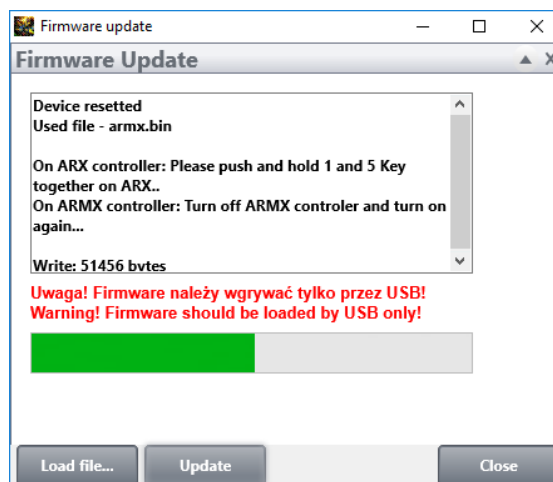 Firmware update
Firmware Update
Device resetted
Used file - armx.bin
On ARX controller: Please push and hold 1 and 5 Key
together on ARX..
On ARMX controller: Turn off ARMX controler and turn on
again...
Write: 51456 bytes
Uwaga! Firmware należy wgrywać tylko przez USB!
Warning! Firmware should be loaded by USB only!
Load file...
Update
Close